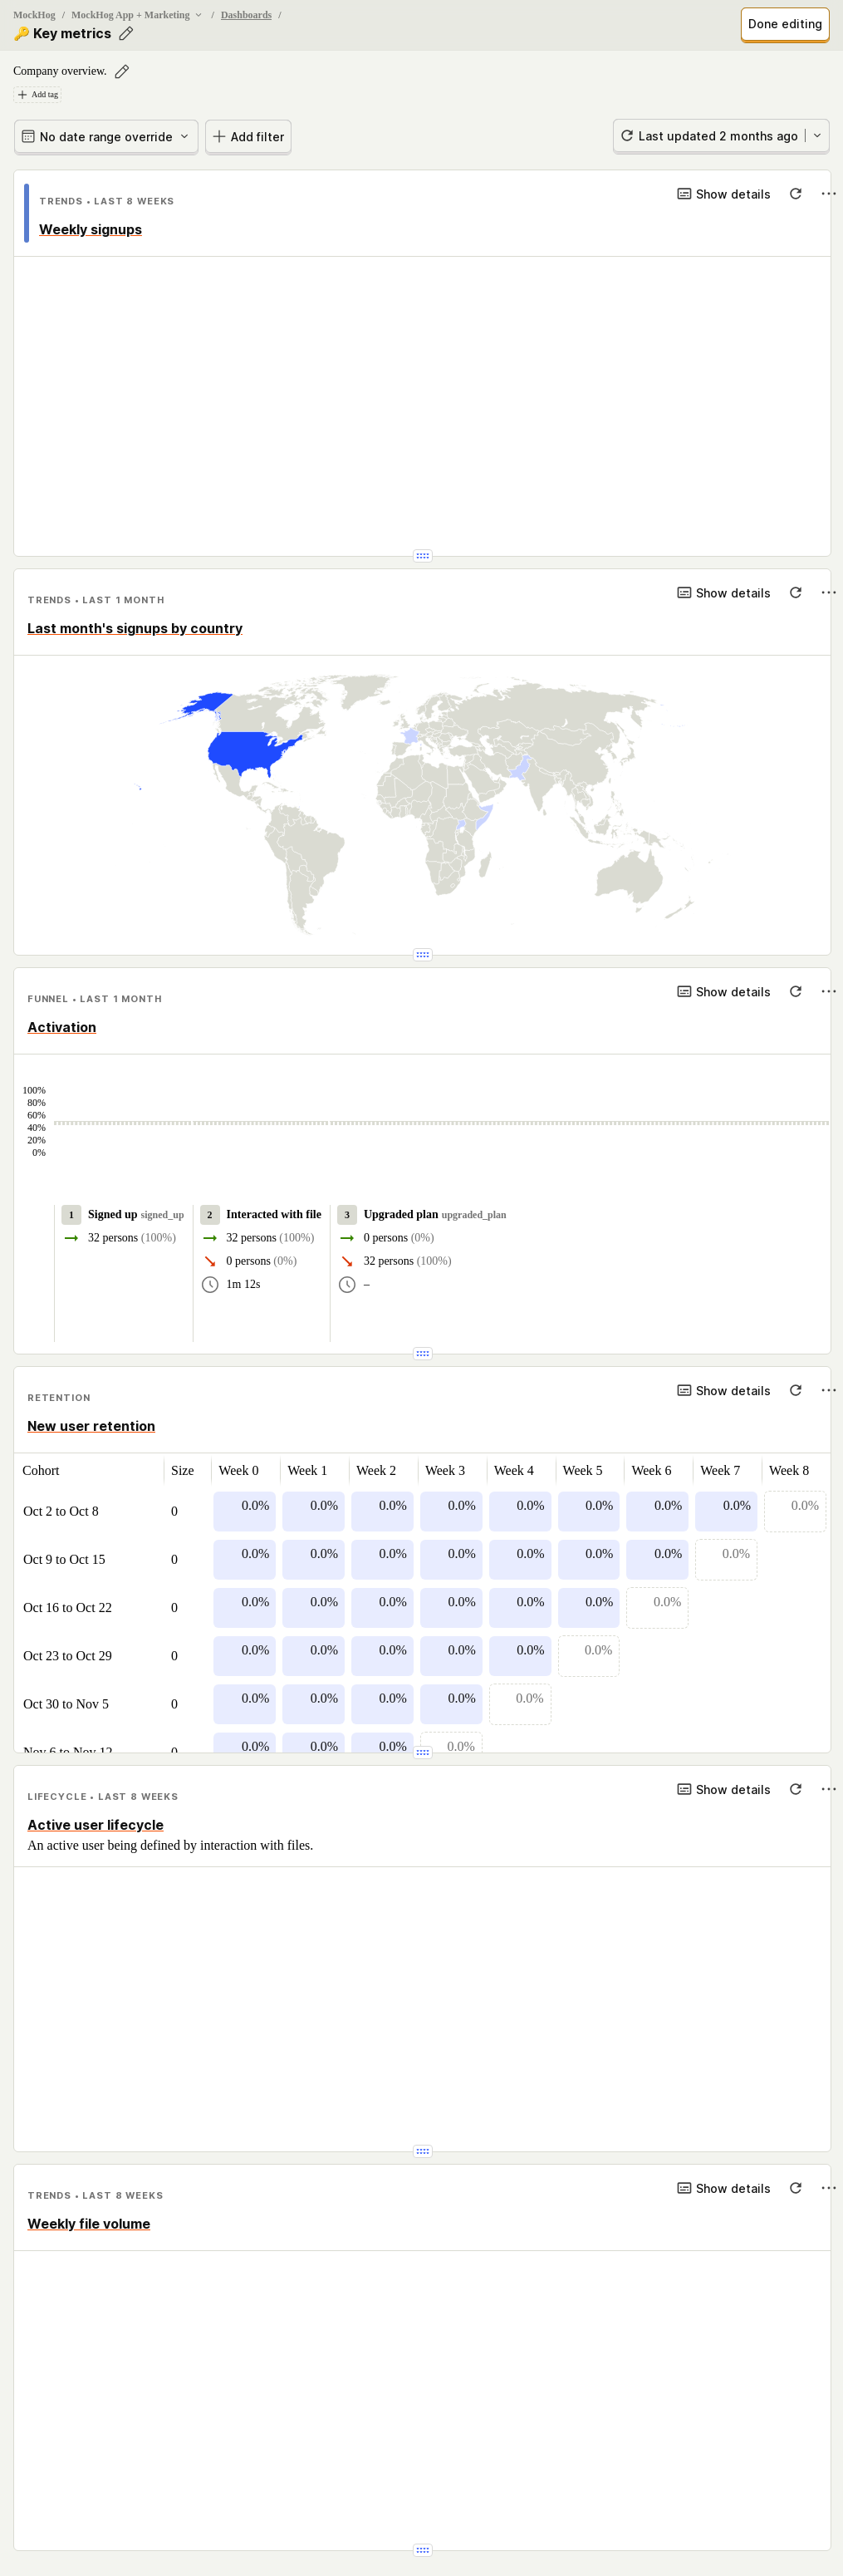 MockHog / MockHog App + Marketing / Dashboards /
🔑 Key metrics
Done editing
Company overview.
Add tag
No date range override
Add filter
Last updated 2 months ago
TRENDS • LAST 8 WEEKS
Show details
Weekly signups
TRENDS • LAST 1 MONTH
Show details
Last month's signups by country
FUNNEL • LAST 1 MONTH
Show details
Activation
100%
80%
60%
40%
20%
0%
1 Signed up signed_up
32 persons (100%)
2 Interacted with file
32 persons (100%)
0 persons (0%)
1m 12s
3 Upgraded plan upgraded_plan
0 persons (0%)
32 persons (100%)
–
RETENTION
Show details
New user retention
Cohort Size Week 0 Week 1 Week 2 Week 3 Week 4 Week 5 Week 6 Week 7 Week 8
Oct 2 to Oct 8 0 0.0% 0.0% 0.0% 0.0% 0.0% 0.0% 0.0% 0.0% 0.0%
Oct 9 to Oct 15 0 0.0% 0.0% 0.0% 0.0% 0.0% 0.0% 0.0% 0.0%
Oct 16 to Oct 22 0 0.0% 0.0% 0.0% 0.0% 0.0% 0.0% 0.0%
Oct 23 to Oct 29 0 0.0% 0.0% 0.0% 0.0% 0.0% 0.0%
Oct 30 to Nov 5 0 0.0% 0.0% 0.0% 0.0% 0.0%
Nov 6 to Nov 12 0 0.0% 0.0% 0.0% 0.0%
LIFECYCLE • LAST 8 WEEKS
Show details
Active user lifecycle
An active user being defined by interaction with files.
TRENDS • LAST 8 WEEKS
Show details
Weekly file volume